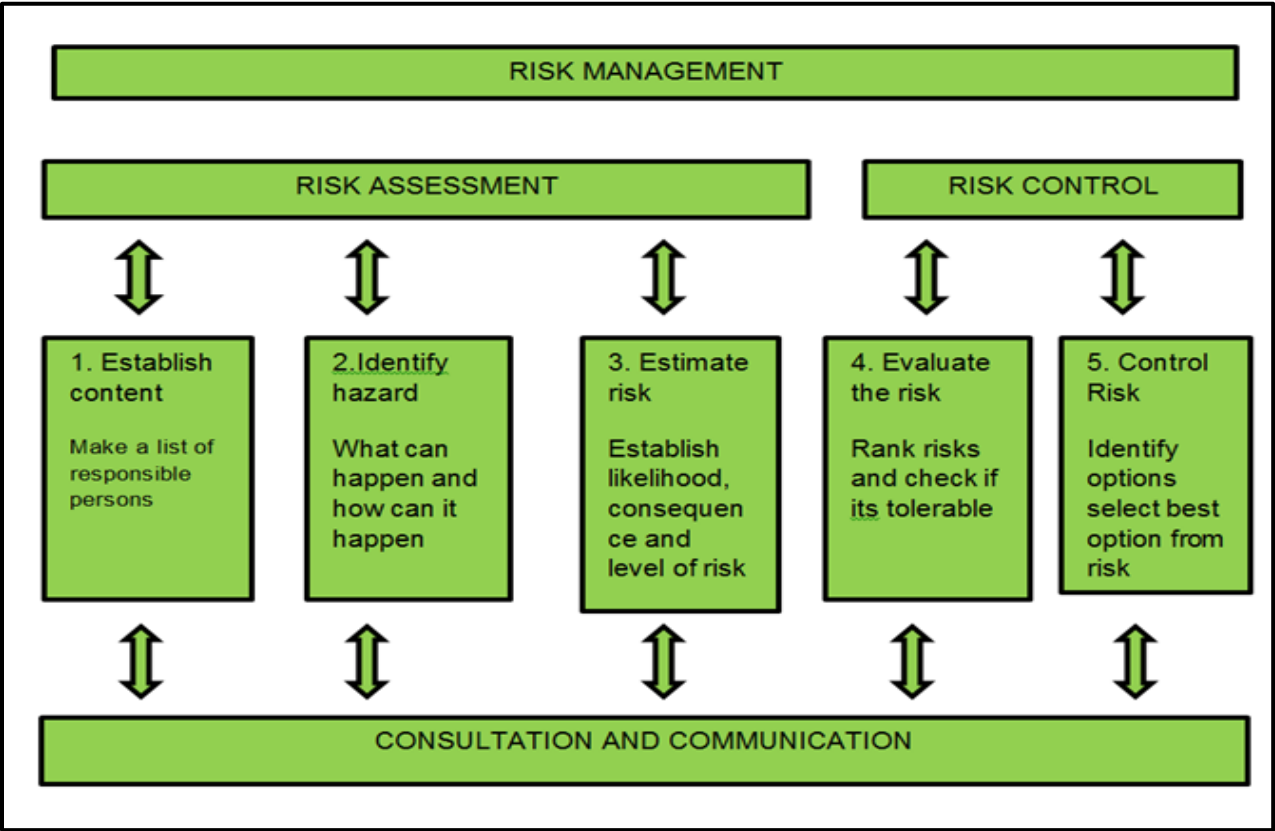 RISK MANAGEMENT
RISK ASSESSMENT
RISK CONTROL
1. Establish
content
Make a list of
responsible
persons
2.Identify
hazard
What can
happen and
how can it
happen
3. Estimate
risk
Establish
likelihood,
consequen
ce and
level of risk
4. Evaluate
the risk
Rank risks
and check if
its tolerable
5. Control
Risk
Identify
options
select best
option from
risk
CONSULTATION AND COMMUNICATION